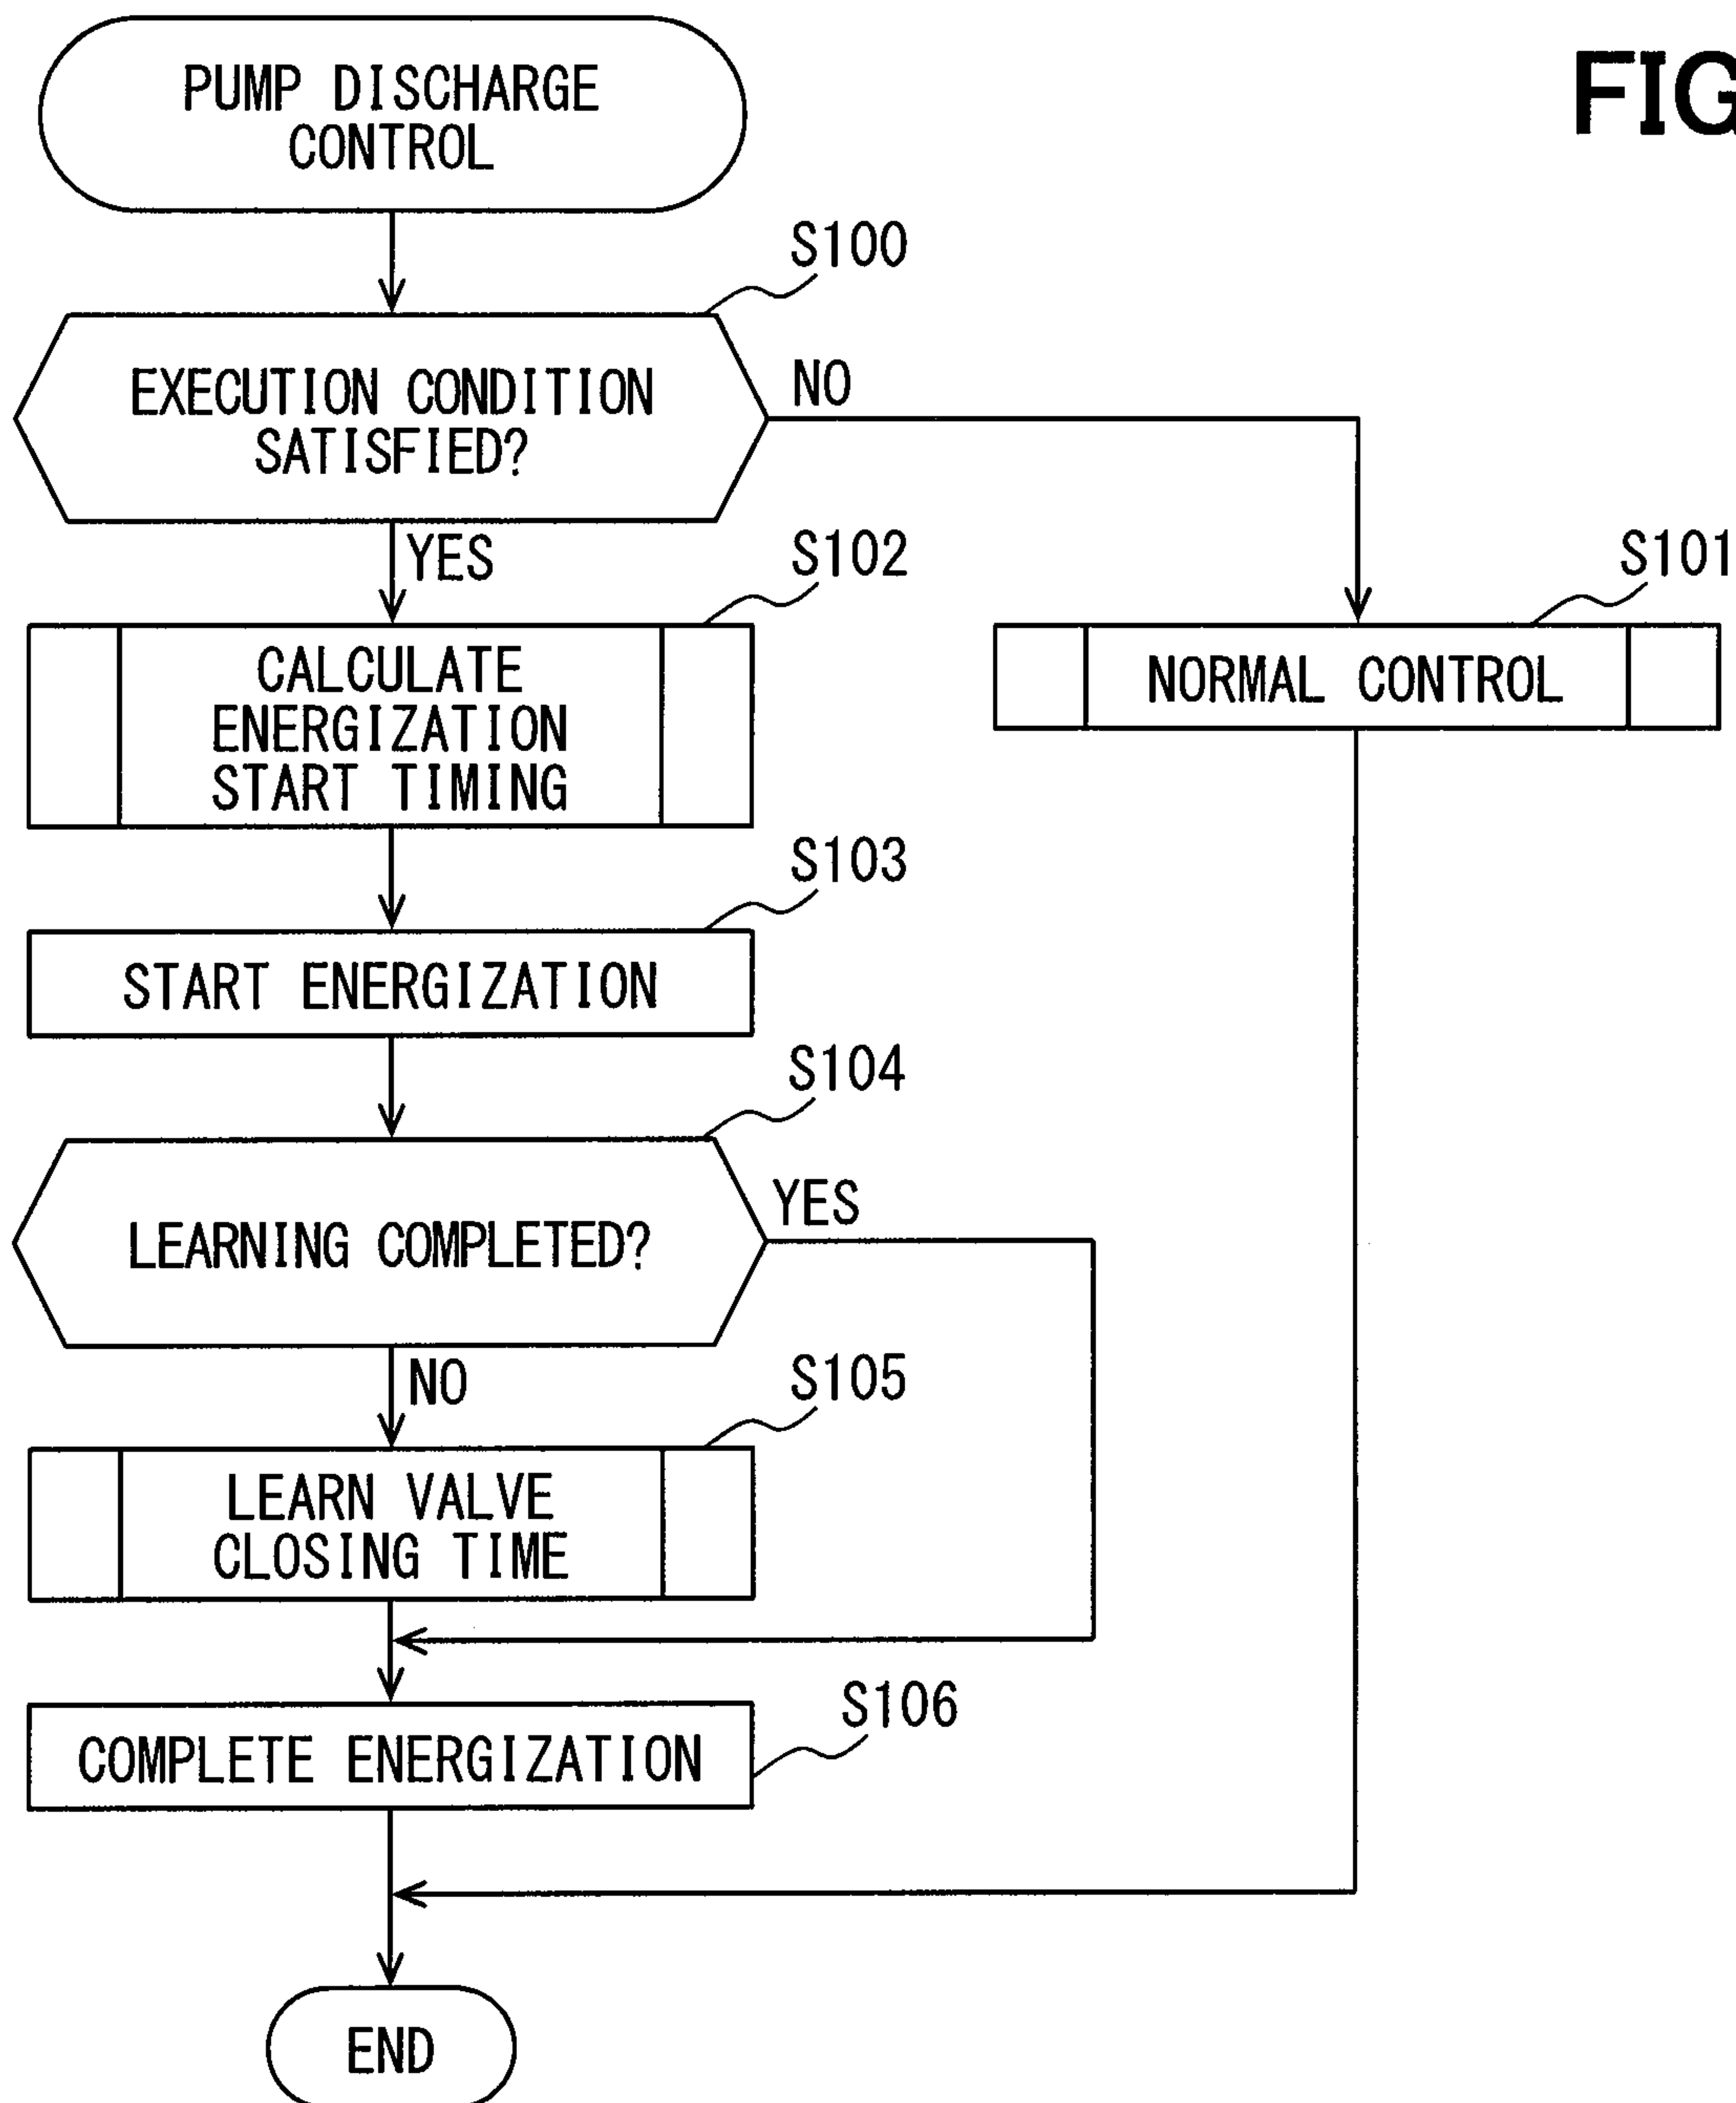 FIG
PUMP DISCHARGE
CONTROL
S100
EXECUTION CONDITION
SATISFIED?
NO
YES
S102
S101
CALCULATE
ENERGIZATION
START TIMING
NORMAL CONTROL
S103
START ENERGIZATION
S104
LEARNING COMPLETED?
YES
NO
S105
LEARN VALVE
CLOSING TIME
S106
COMPLETE ENERGIZATION
END